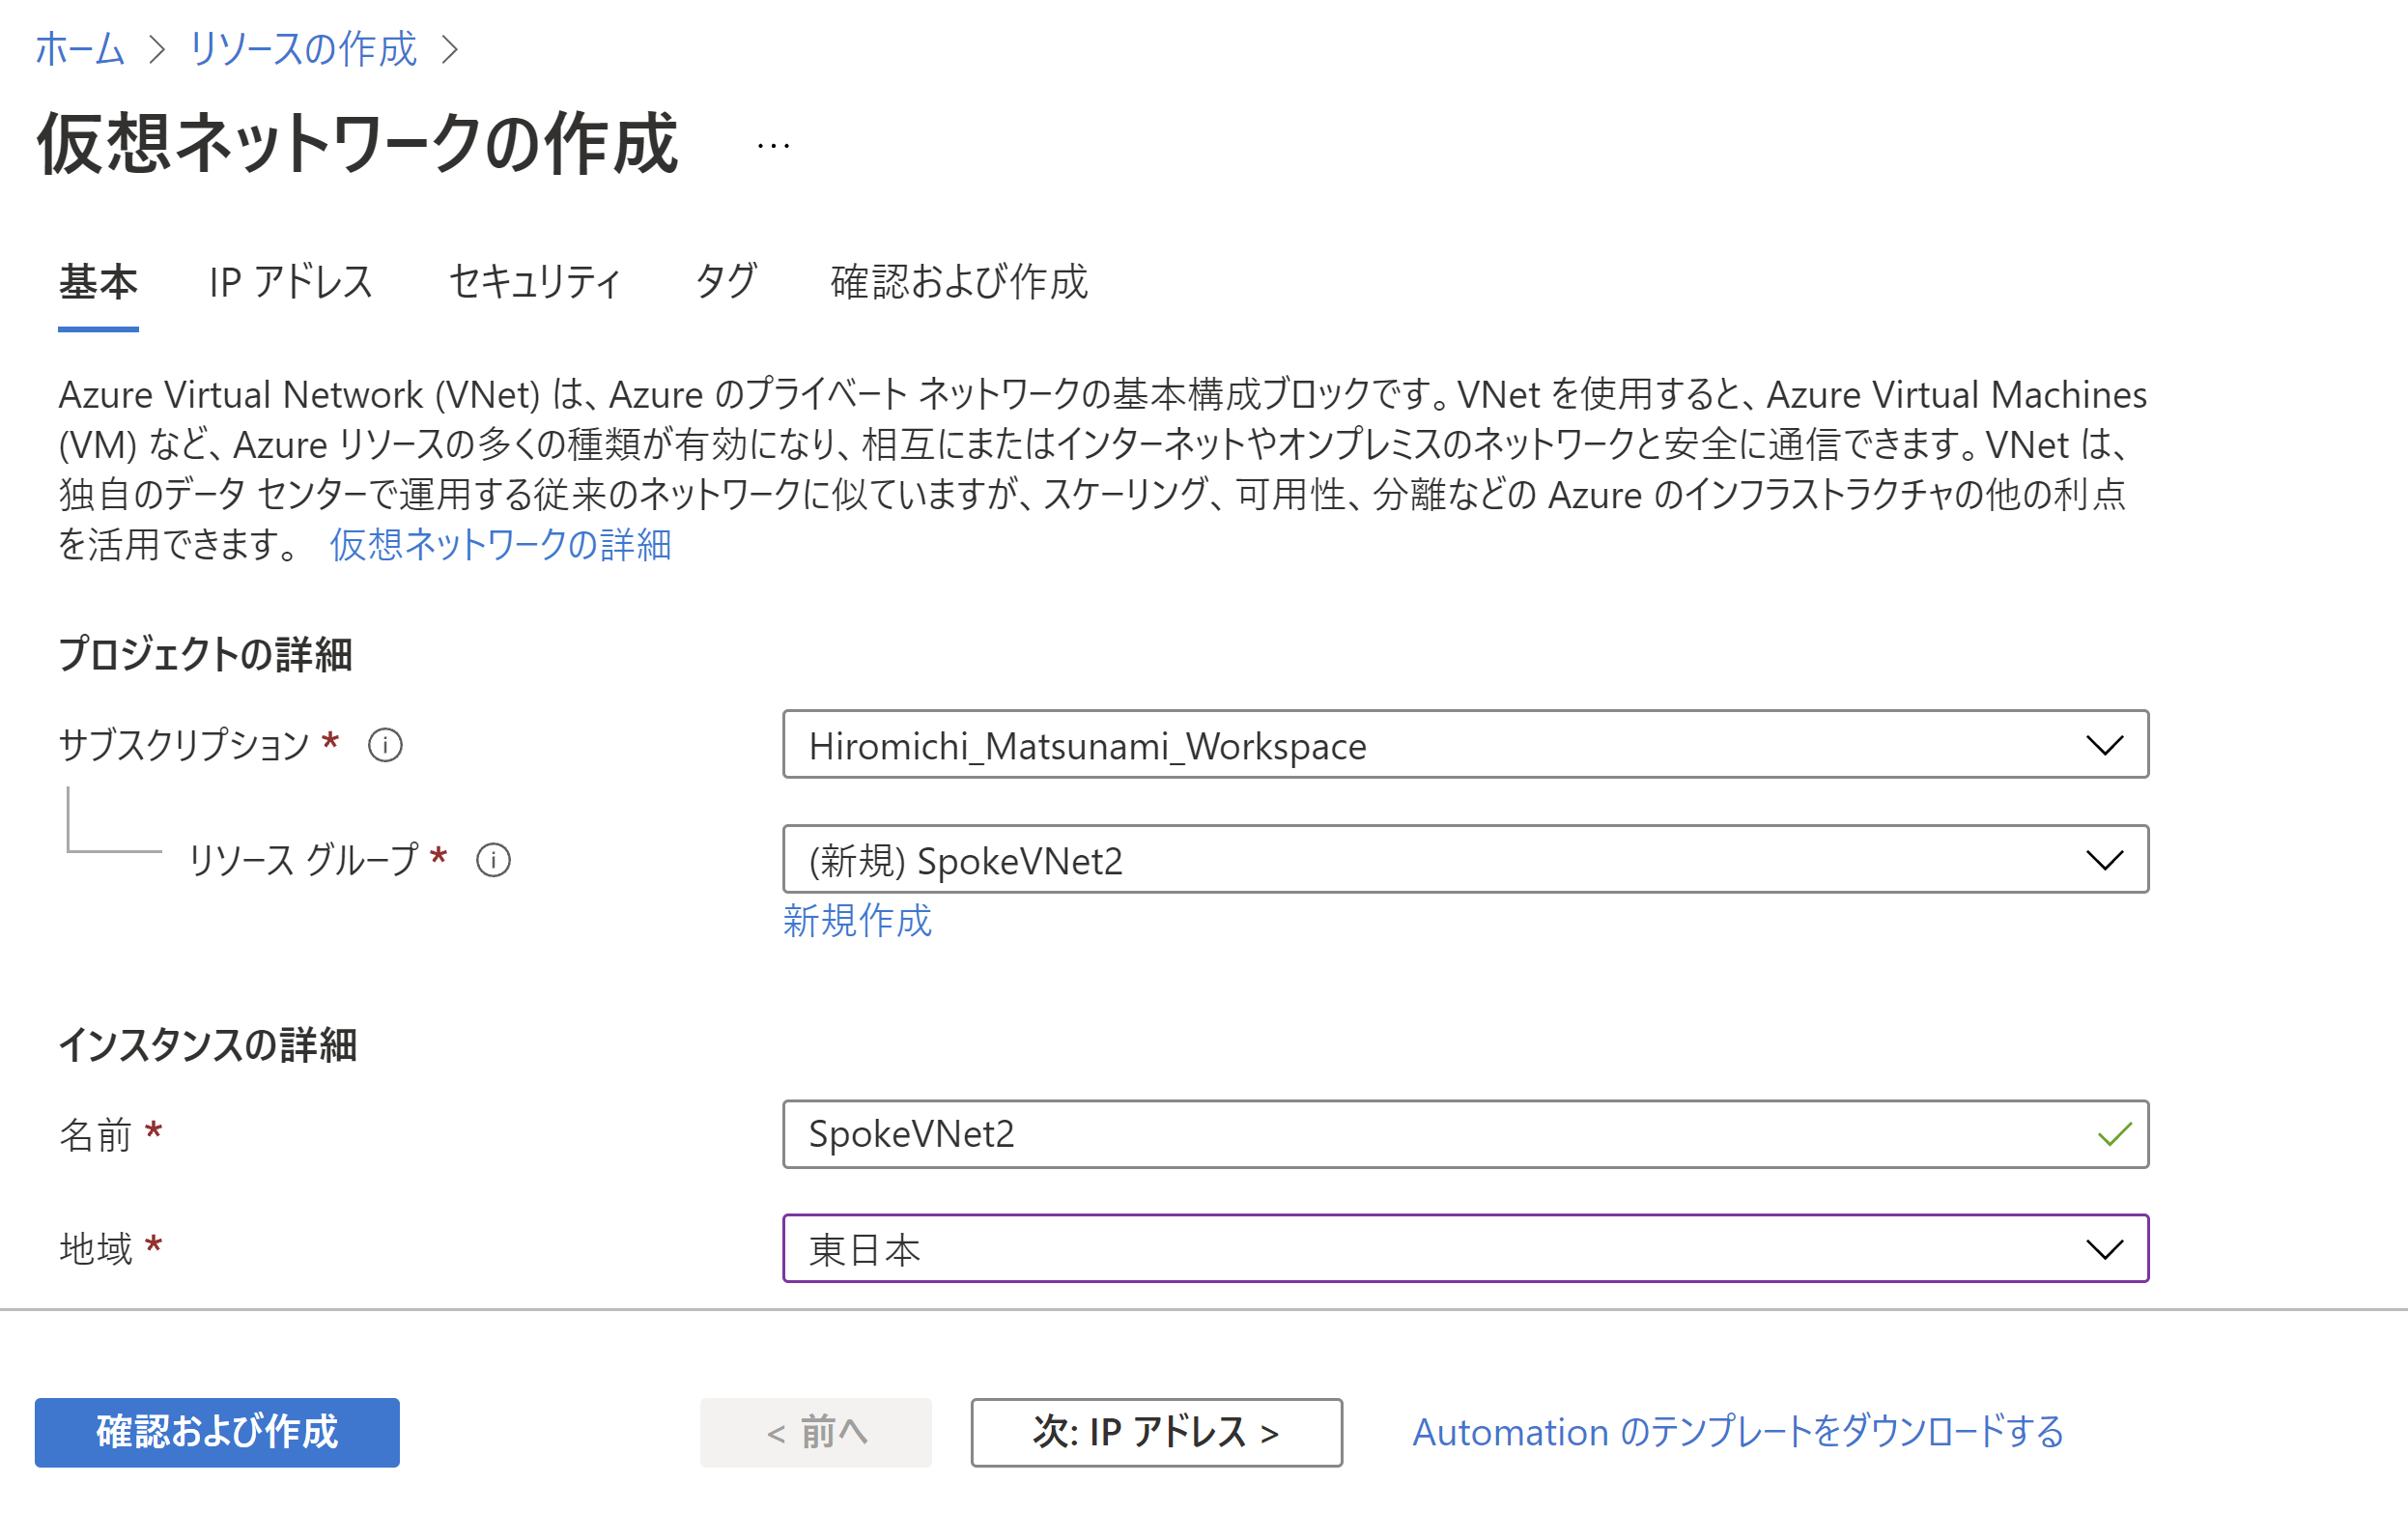 ホーム > リソースの作成 >
仮想ネットワークの作成 …
基本 IP アドレス セキュリティ タグ 確認および作成
Azure Virtual Network (VNet) は、Azure のプライベート ネットワークの基本構成ブロックです。VNet を使用すると、Azure Virtual Machines
(VM) など、Azure リソースの多くの種類が有効になり、相互にまたはインターネットやオンプレミスのネットワークと安全に通信できます。VNet は、
独自のデータ センターで運用する従来のネットワークに似ていますが、スケーリング、可用性、分離などの Azure のインフラストラクチャの他の利点
を活用できます。 仮想ネットワークの詳細
プロジェクトの詳細
サブスクリプション * Hiromichi_Matsunami_Workspace
リソース グループ * (新規) SpokeVNet2
新規作成
インスタンスの詳細
名前 * SpokeVNet2
地域 * 東日本
確認および作成 < 前へ 次: IP アドレス > Automation のテンプレートをダウンロードする